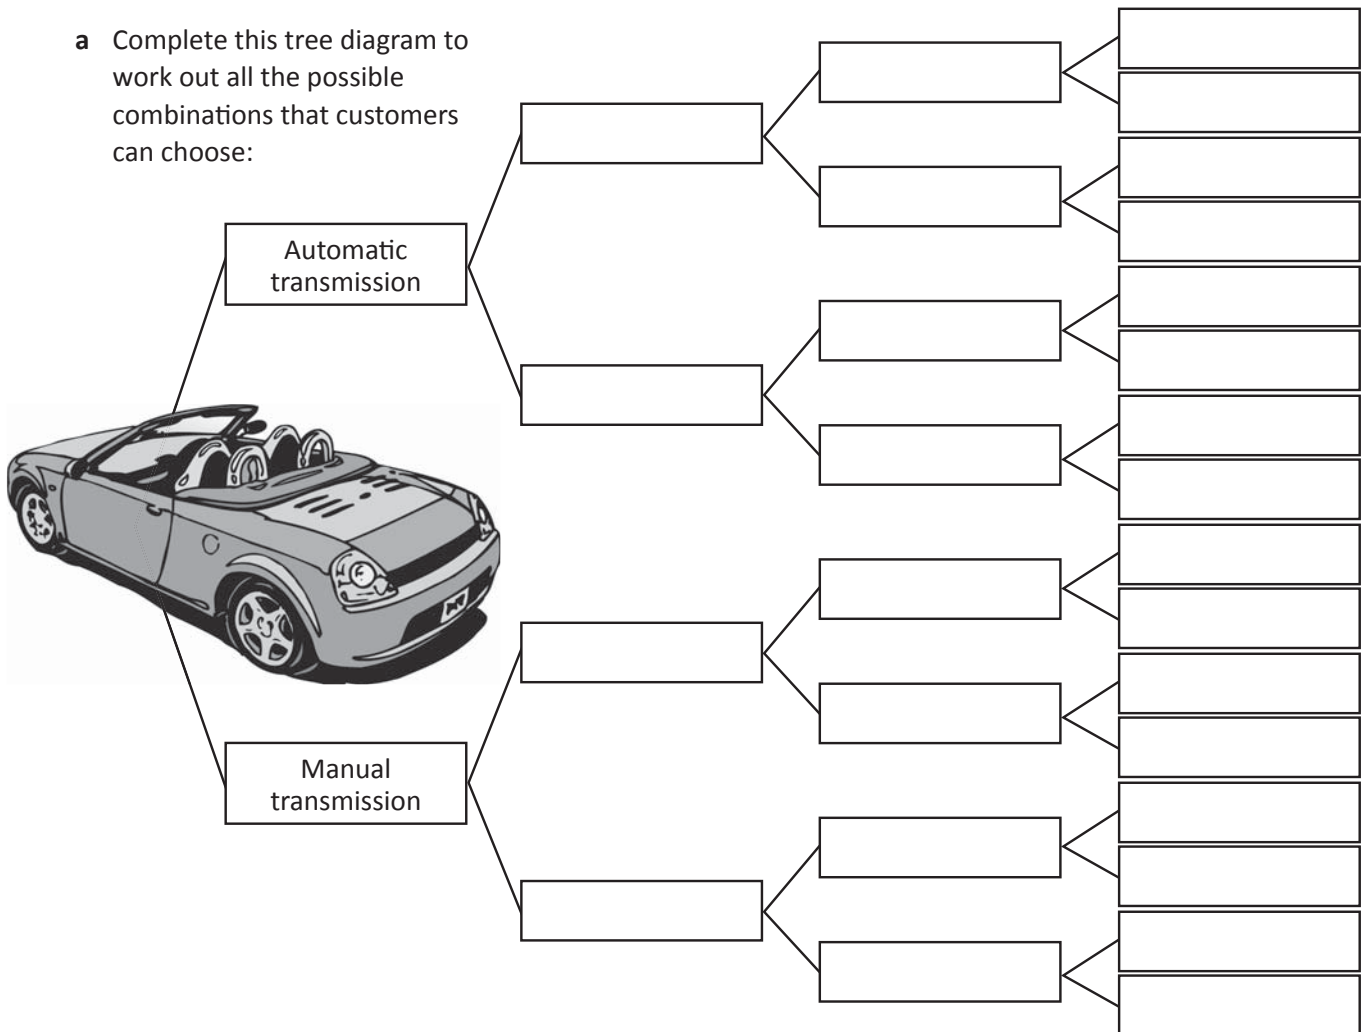 a Complete this tree diagram to
work out all the possible
combinations that customers
can choose:
Automatic
transmission
Manual
transmission